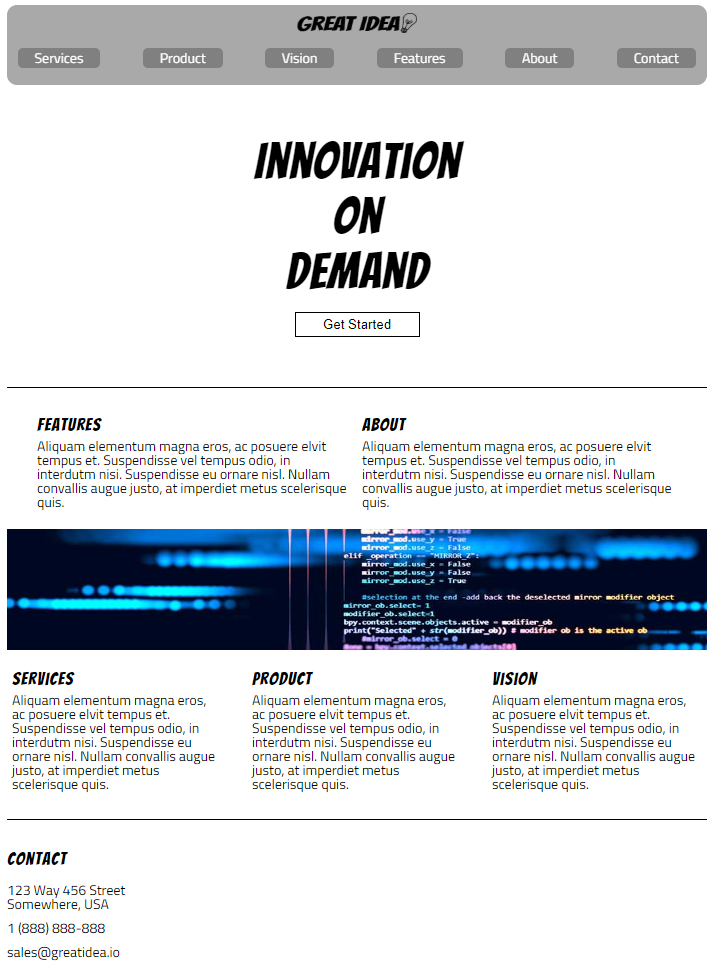 GREAT IDEA
Services Product Vision Features About Contact
INNOVATION
ON
DEMAND
Get Started
FEATURES
Aliquam elementum magna eros, ac posuere elvit
tempus et. Suspendisse vel tempus odio, in
interdutm nisi. Suspendisse eu ornare nisl. Nullam
convallis augue justo, at imperdiet metus scelerisque
quis.
ABOUT
Aliquam elementum magna eros, ac posuere elvit
tempus et. Suspendisse vel tempus odio, in
interdutm nisi. Suspendisse eu ornare nisl. Nullam
convallis augue justo, at imperdiet metus scelerisque
quis.
mirror_mod.use_x = False
mirror_mod.use_y = True
mirror_mod.use_z = False
elif _operation == "MIRROR_Z":
mirror_mod.use_x = False
mirror_mod.use_y = False
mirror_mod.use_z = True
#selection at the end -add back the deselected mirror modifier object
mirror_ob.select= 1
modifier_ob.select=1
bpy.context.scene.objects.active = modifier_ob
print("Selected" + str(modifier_ob)) # modifier ob is the active ob
#mirror_ob.select = 0
= bpy.context.selected_objects[0]
SERVICES
Aliquam elementum magna eros,
ac posuere elvit tempus et.
Suspendisse vel tempus odio, in
interdutm nisi. Suspendisse eu
ornare nisl. Nullam convallis augue
justo, at imperdiet metus
scelerisque quis.
PRODUCT
Aliquam elementum magna eros,
ac posuere elvit tempus et.
Suspendisse vel tempus odio, in
interdutm nisi. Suspendisse eu
ornare nisl. Nullam convallis augue
justo, at imperdiet metus
scelerisque quis.
VISION
Aliquam elementum magna eros,
ac posuere elvit tempus et.
Suspendisse vel tempus odio, in
interdutm nisi. Suspendisse eu
ornare nisl. Nullam convallis augue
justo, at imperdiet metus
scelerisque quis.
CONTACT
123 Way 456 Street
Somewhere, USA
1 (888) 888-888
sales@greatidea.io